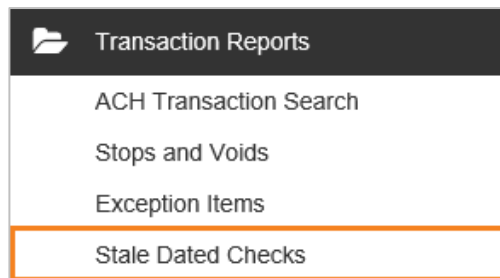 Transaction Reports
ACH Transaction Search
Stops and Voids
Exception Items
Stale Dated Checks